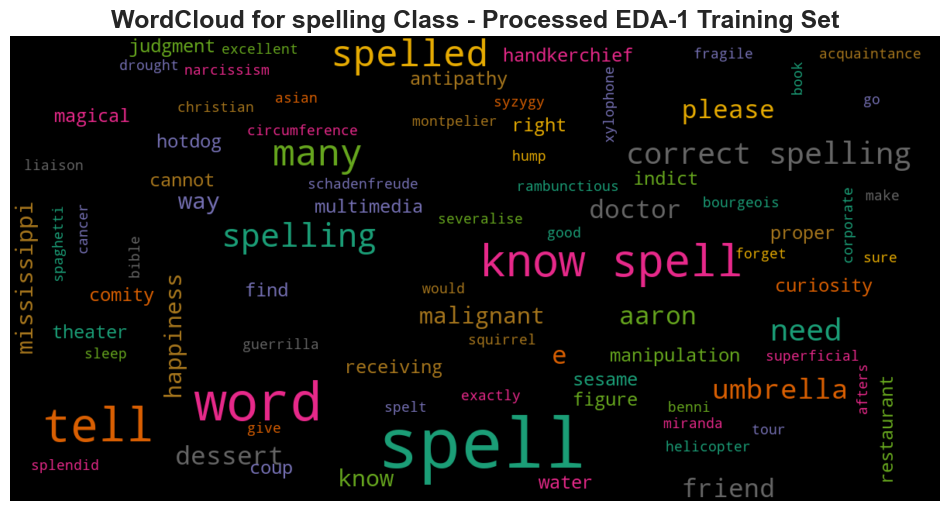 WordCloud for spelling Class - Processed EDA-1 Training Set
judgment excellent spelled handkerchief fragile acquaintance
drought narcissism antipathy xylophone book
magical christian asian syzygy please go
circumference montpelier right
hotdog many hump correct spelling
liaison cannot schadenfreude rambunctious indict
way multimedia severalise doctor bourgeois corporate make
mississippi spaghetti cancer spelling good proper
bible know spell forget sure
comity happiness find would curiosity
theater malignant aaron need
sleep guerrilla squirrel e manipulation superficial
receiving sesame umbrella afters restaurant
word exactly figure
tell spelt benni
give spell miranda tour
splendid dessert helicopter
coup know water friend